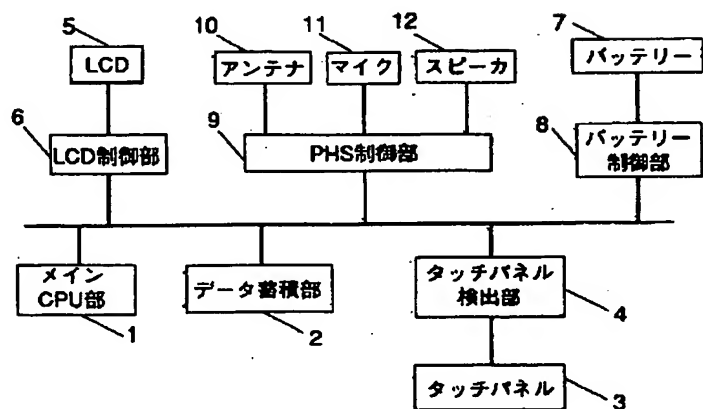 5
10
11
12
7
LCD
アンテナ
マイク
スピーカ
バッテリー
6
9
8
LCD制御部
PHS制御部
バッテリー
制御部
メイン
CPU部
データ蓄積部
タッチパネル
検出部
1
2
4
タッチパネル
3